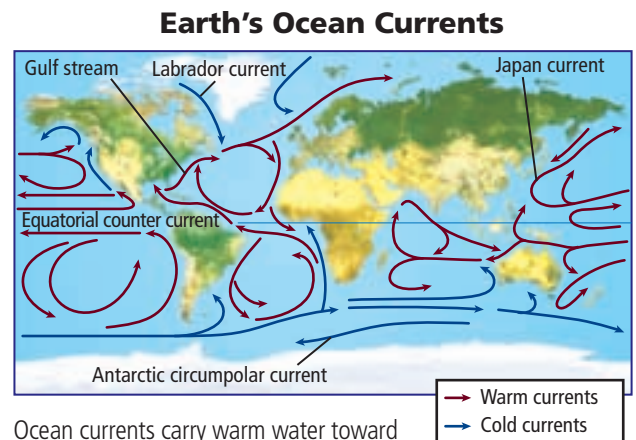 Earth's Ocean Currents
Gulf stream
Labrador current
Japan current
Equatorial counter current
Antarctic circumpolar current
Warm currents
Cold currents
Ocean currents carry warm water toward